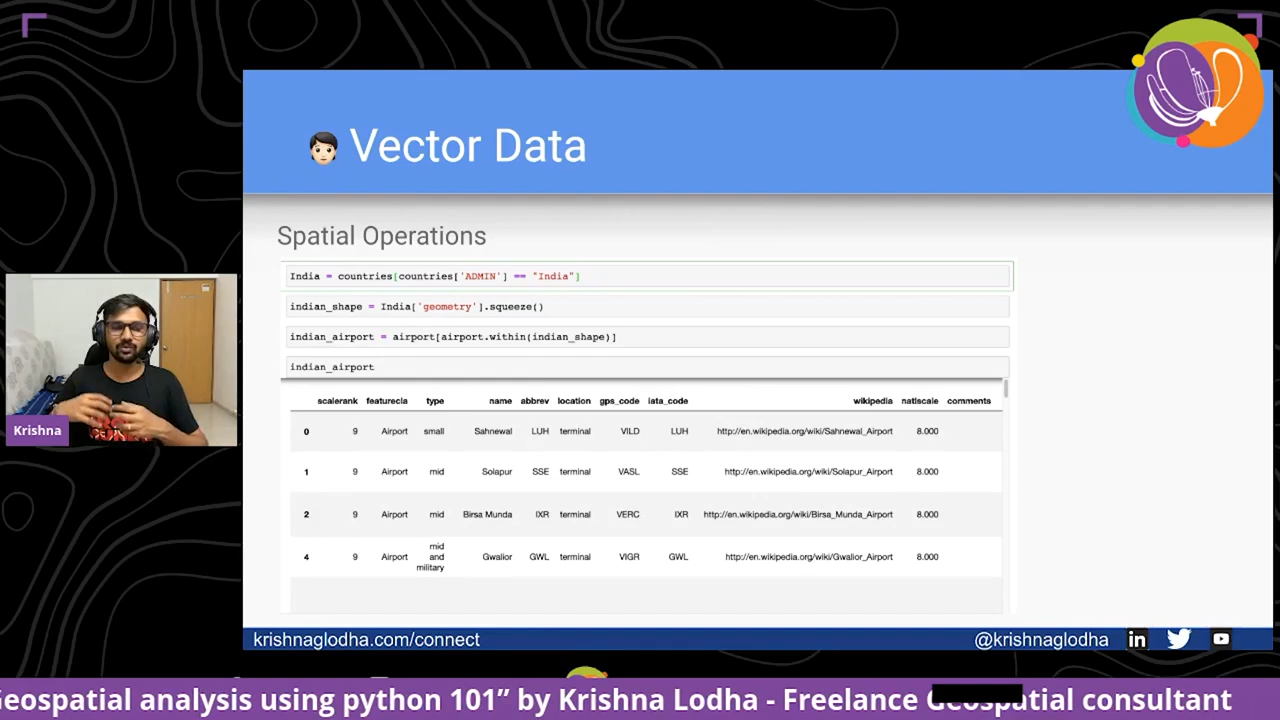 Vector Data
Spatial Operations
India = countries[countries['ADMIN'] == "India"]
indian_shape = India['geometry'].squeeze()
indian_airport = airport[airport.within(indian_shape)]
indian_airport
scalerank featurecla type name abbrev location gps_code iata_code wikipedia natlscale comments
0 9 Airport small Sahnewal LUH terminal VILD LUH http://en.wikipedia.org/wiki/Sahnewal_Airport 8.000
1 9 Airport mid Solapur SSE terminal VASL SSE http://en.wikipedia.org/wiki/Solapur_Airport 8.000
2 9 Airport mid Birsa Munda IXR terminal VERC IXR http://en.wikipedia.org/wiki/Birsa_Munda_Airport 8.000
mid
4 9 Airport and Gwalior GWL terminal VIGR GWL http://en.wikipedia.org/wiki/Gwalior_Airport 8.000
military
Krishna
krishnaglodha.com/connect @krishnaglodha
using python 101” by Krishna Lodha - Freelance consultant